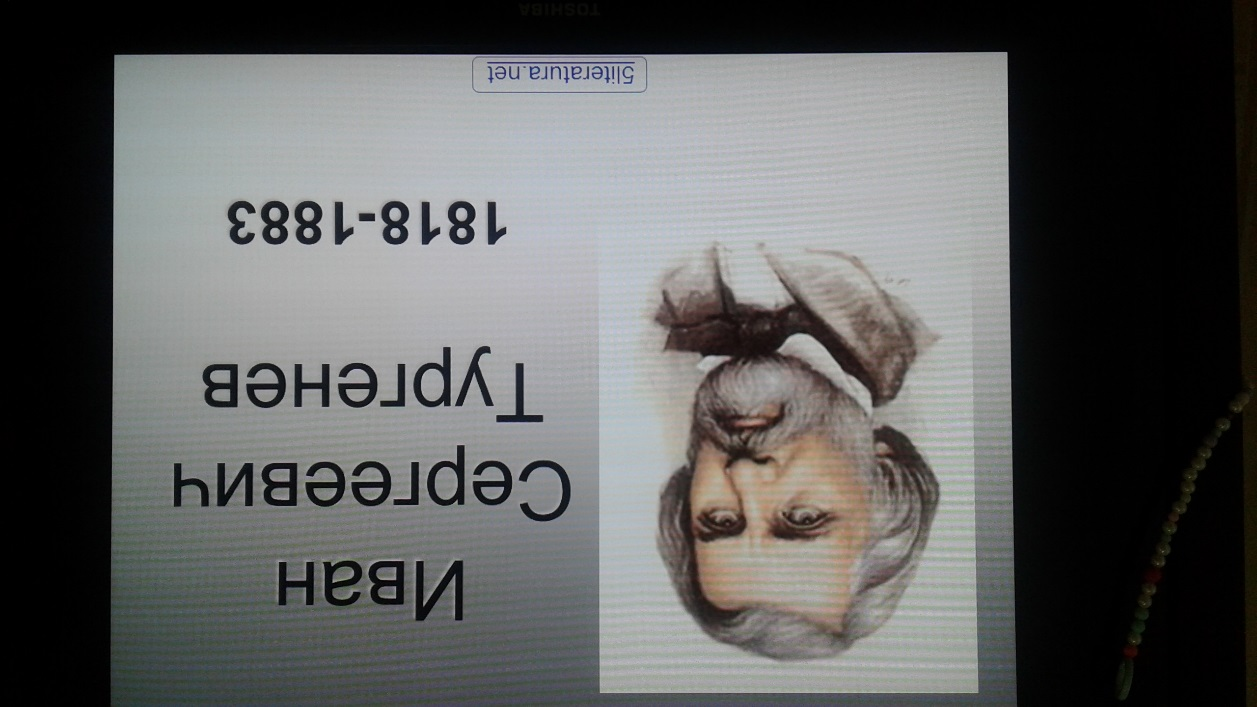 Иван
Сергеевич
Тургенев
1818-1883
5literatura.net
TOSHIBA